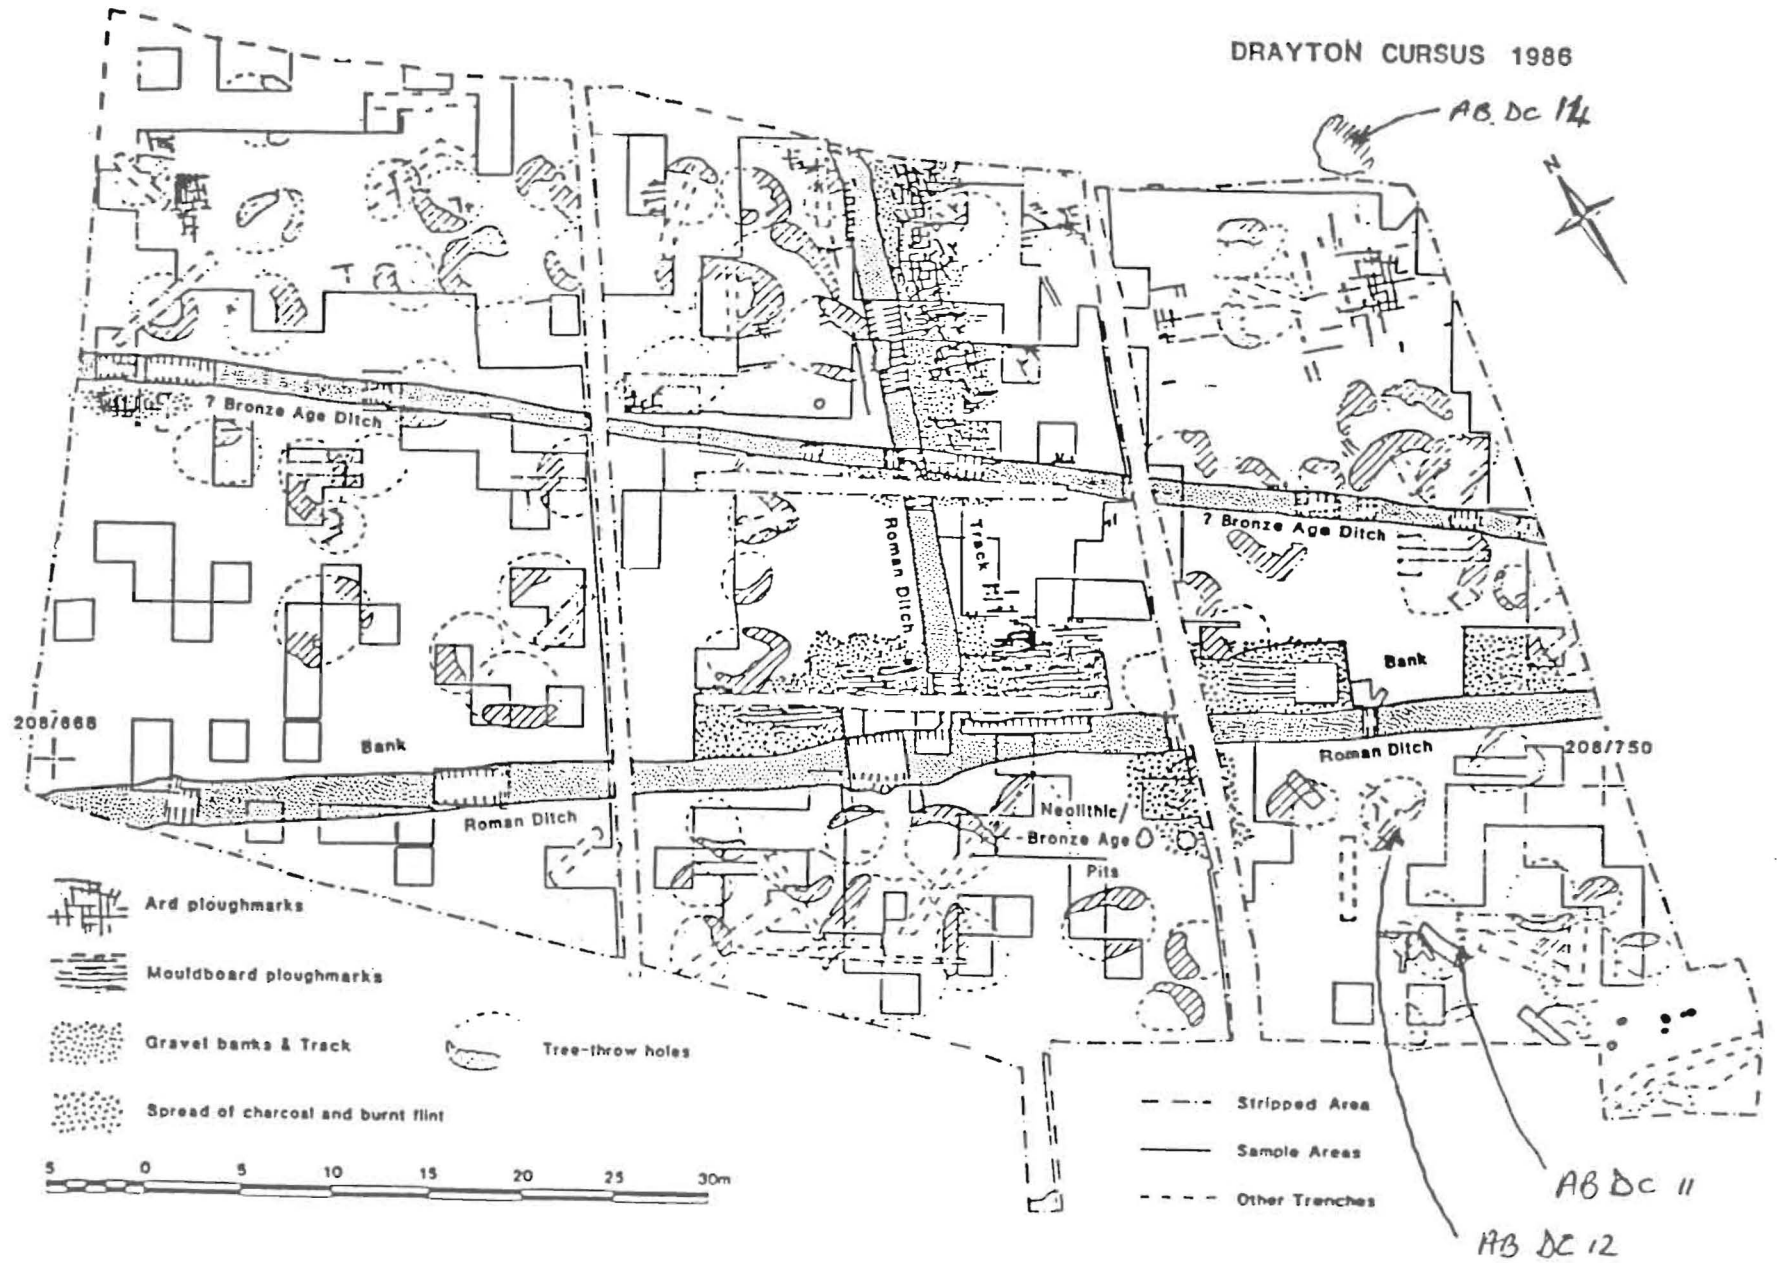 DRAYTON CURSUS 1986
AB DC 14
N
? Bronze Age Ditch
Roman Ditch
Track
? Bronze Age Ditch
Bank
208/668
Bank
Roman Ditch
208/750
Roman Ditch
Neolithic/
Bronze Age
Pits
Ard ploughmarks
Mouldboard ploughmarks
Gravel banks & Track
Tree-throw holes
Spread of charcoal and burnt flint
5 0 5 10 15 20 25 30m
Stripped Area
Sample Areas
Other Trenches
AB DC 11
AB DC 12